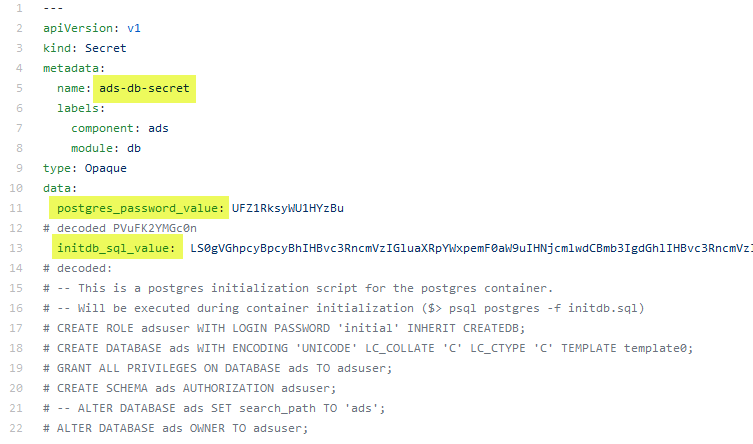 1 ---
2 apiVersion: v1
3 kind: Secret
4 metadata:
5 name: ads-db-secret
6 labels:
7 component: ads
8 module: db
9 type: Opaque
10 data:
11 postgres_password_value: UFZ1RksyWU1HYzBu
12 # decoded PVuFK2YMGc0n
13 initdb_sql_value: LS0gVGhpcyBpcyBhIHBvc3RncmVzIGluaXRpYWxpemF0aW9uIHNjcmlwdCBmb3IgdGhlIHBvc3RncmVzI
14 # decoded:
15 # -- This is a postgres initialization script for the postgres container.
16 # -- Will be executed during container initialization ($> psql postgres -f initdb.sql)
17 # CREATE ROLE adsuser WITH LOGIN PASSWORD 'initial' INHERIT CREATEDB;
18 # CREATE DATABASE ads WITH ENCODING 'UNICODE' LC_COLLATE 'C' LC_CTYPE 'C' TEMPLATE template0;
19 # GRANT ALL PRIVILEGES ON DATABASE ads TO adsuser;
20 # CREATE SCHEMA ads AUTHORIZATION adsuser;
21 # -- ALTER DATABASE ads SET search_path TO 'ads';
22 # ALTER DATABASE ads OWNER TO adsuser;